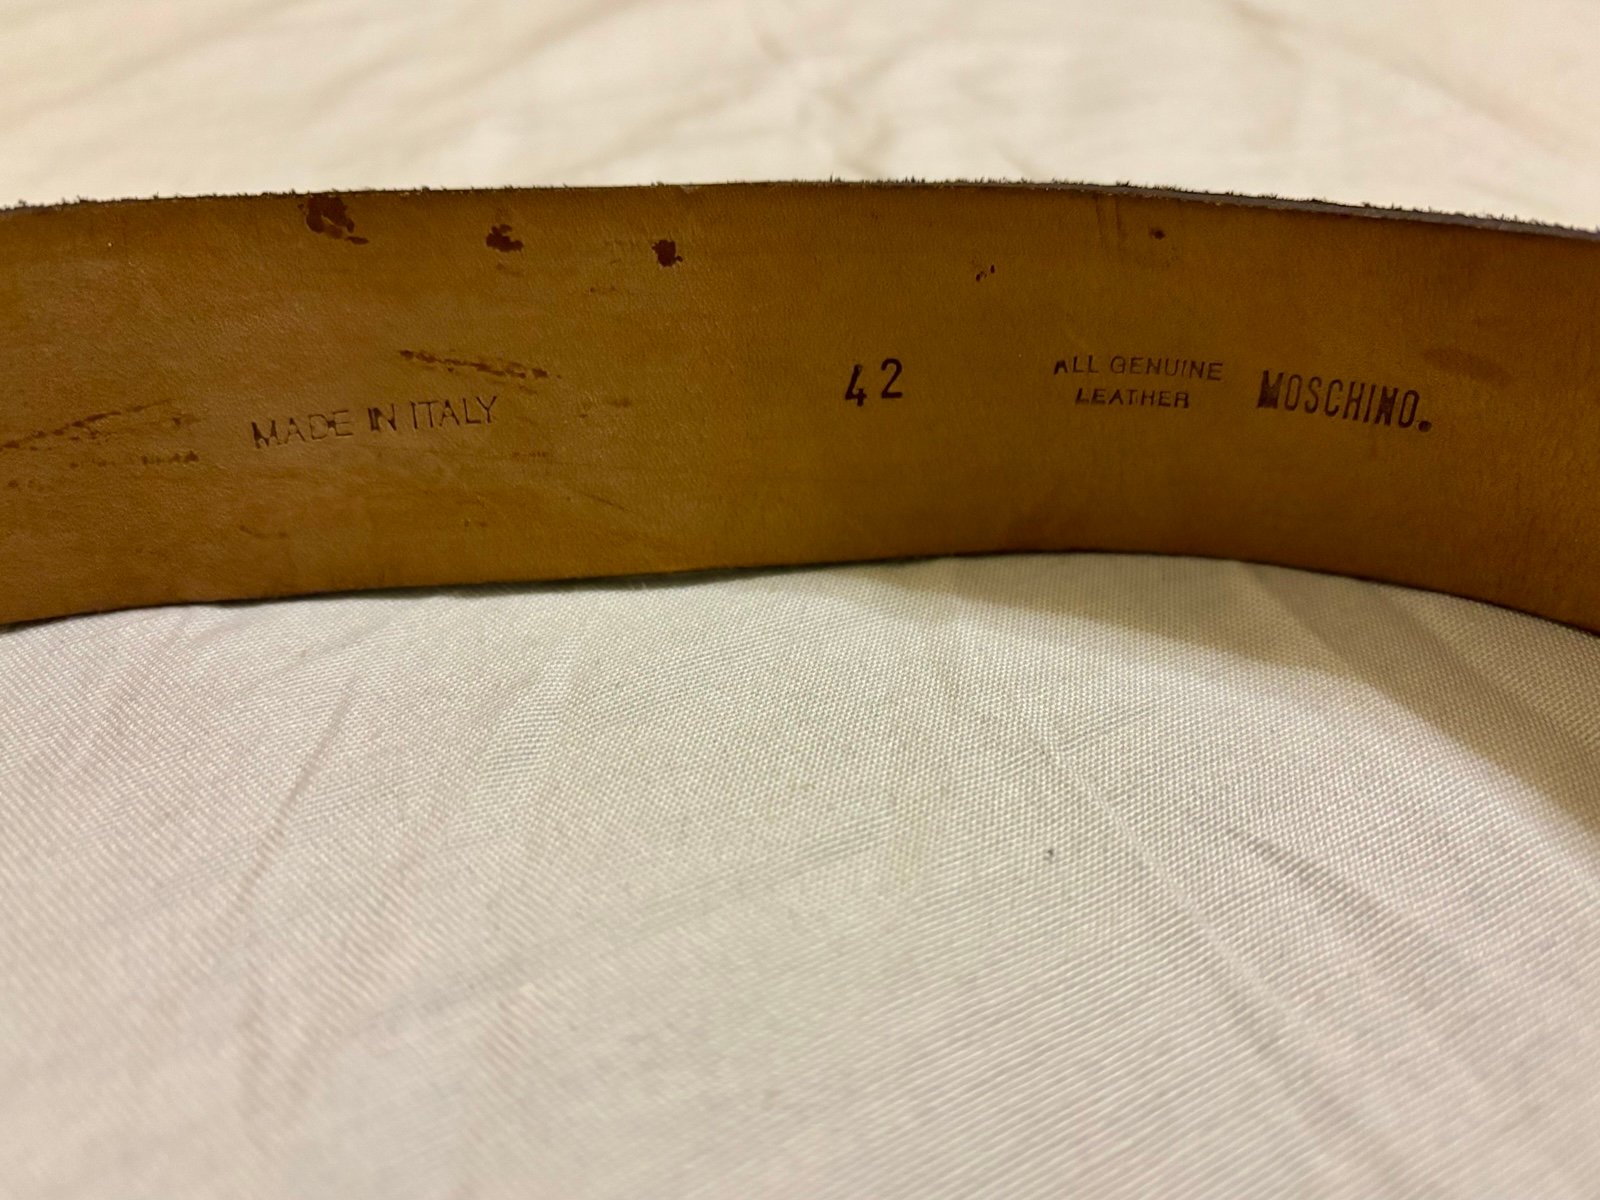 MADE IN ITALY
42
ALL GENUINE
LEATHER
MOSCHINO.